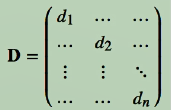 D = ( d₁ … …
… d₂ …
⋮ ⋮ ⋱
… … dₙ )